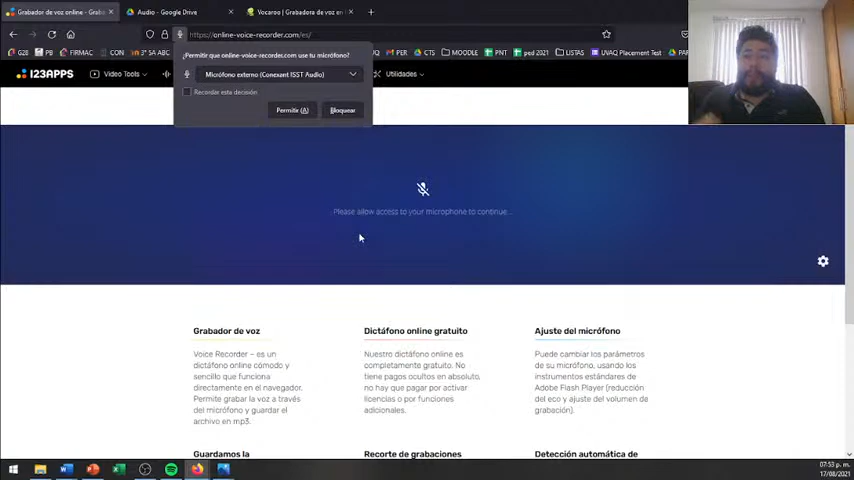 Grabador de voz online - Graba
Audio - Google Drive
Vocaroo | Grabadora de voz en l
https://online-voice-recorder.com/es/
G28
PB
FIRMAC
3° SA ABC
PER
CTS
PNT
ped 2021
LISTAS
UVAQ Placement Test
¿Permitir que online-voice-recorder.com use tu micrófono?
Micrófono externo (Conexant ISST Audio)
Recordar esta decisión
Permitir (A)
Bloquear
123APPS
Video Tools
Utilidades
Please allow access to your microphone to continue...
Grabador de voz
Voice Recorder – es un
dictáfono online cómodo y
sencillo que funciona
directamente en el navegador.
Permite grabar la voz a través
del micrófono y guardar el
archivo en mp3.
Dictáfono online gratuito
Nuestro dictáfono online es
completamente gratuito. No
tiene pagos ocultos en absoluto,
no hay que pagar por activar
licencias o por funciones
adicionales.
Ajuste del micrófono
Puede cambiar los parámetros
de su micrófono, usando los
instrumentos estándares de
Adobe Flash Player (reducción
del eco y ajuste del volumen de
grabación).
Guardamos la
Recorte de grabaciones
Detección automática de
07:53 p. m.
17/08/2021